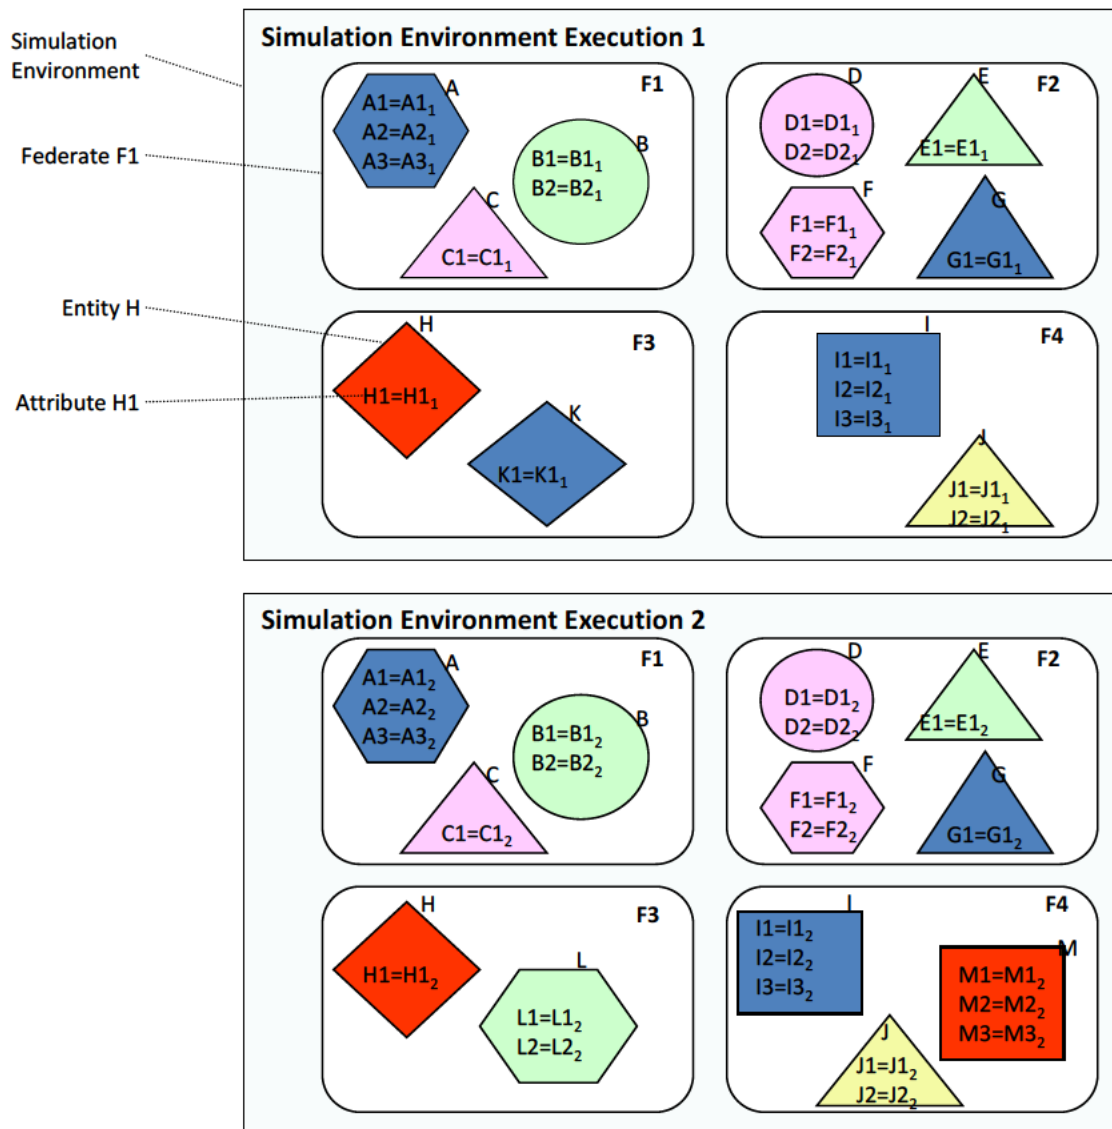 Simulation
Environment
Federate F1
Entity H
Attribute H1
Simulation Environment Execution 1
F1
A
A1=A1₁
A2=A2₁
A3=A3₁
B
B1=B1₁
B2=B2₁
C
C1=C1₁
F2
D
D1=D1₁
D2=D2₁
E
E1=E1₁
F
F1=F1₁
F2=F2₁
G
G1=G1₁
F3
H
H1=H1₁
K
K1=K1₁
F4
I
I1=I1₁
I2=I2₁
I3=I3₁
J
J1=J1₁
J2=J2₁
Simulation Environment Execution 2
F1
A
A1=A1₂
A2=A2₂
A3=A3₂
B
B1=B1₂
B2=B2₂
C
C1=C1₂
F2
D
D1=D1₂
D2=D2₂
E
E1=E1₂
F
F1=F1₂
F2=F2₂
G
G1=G1₂
F3
H
H1=H1₂
L
L1=L1₂
L2=L2₂
F4
I
I1=I1₂
I2=I2₂
I3=I3₂
M
M1=M1₂
M2=M2₂
M3=M3₂
J
J1=J1₂
J2=J2₂